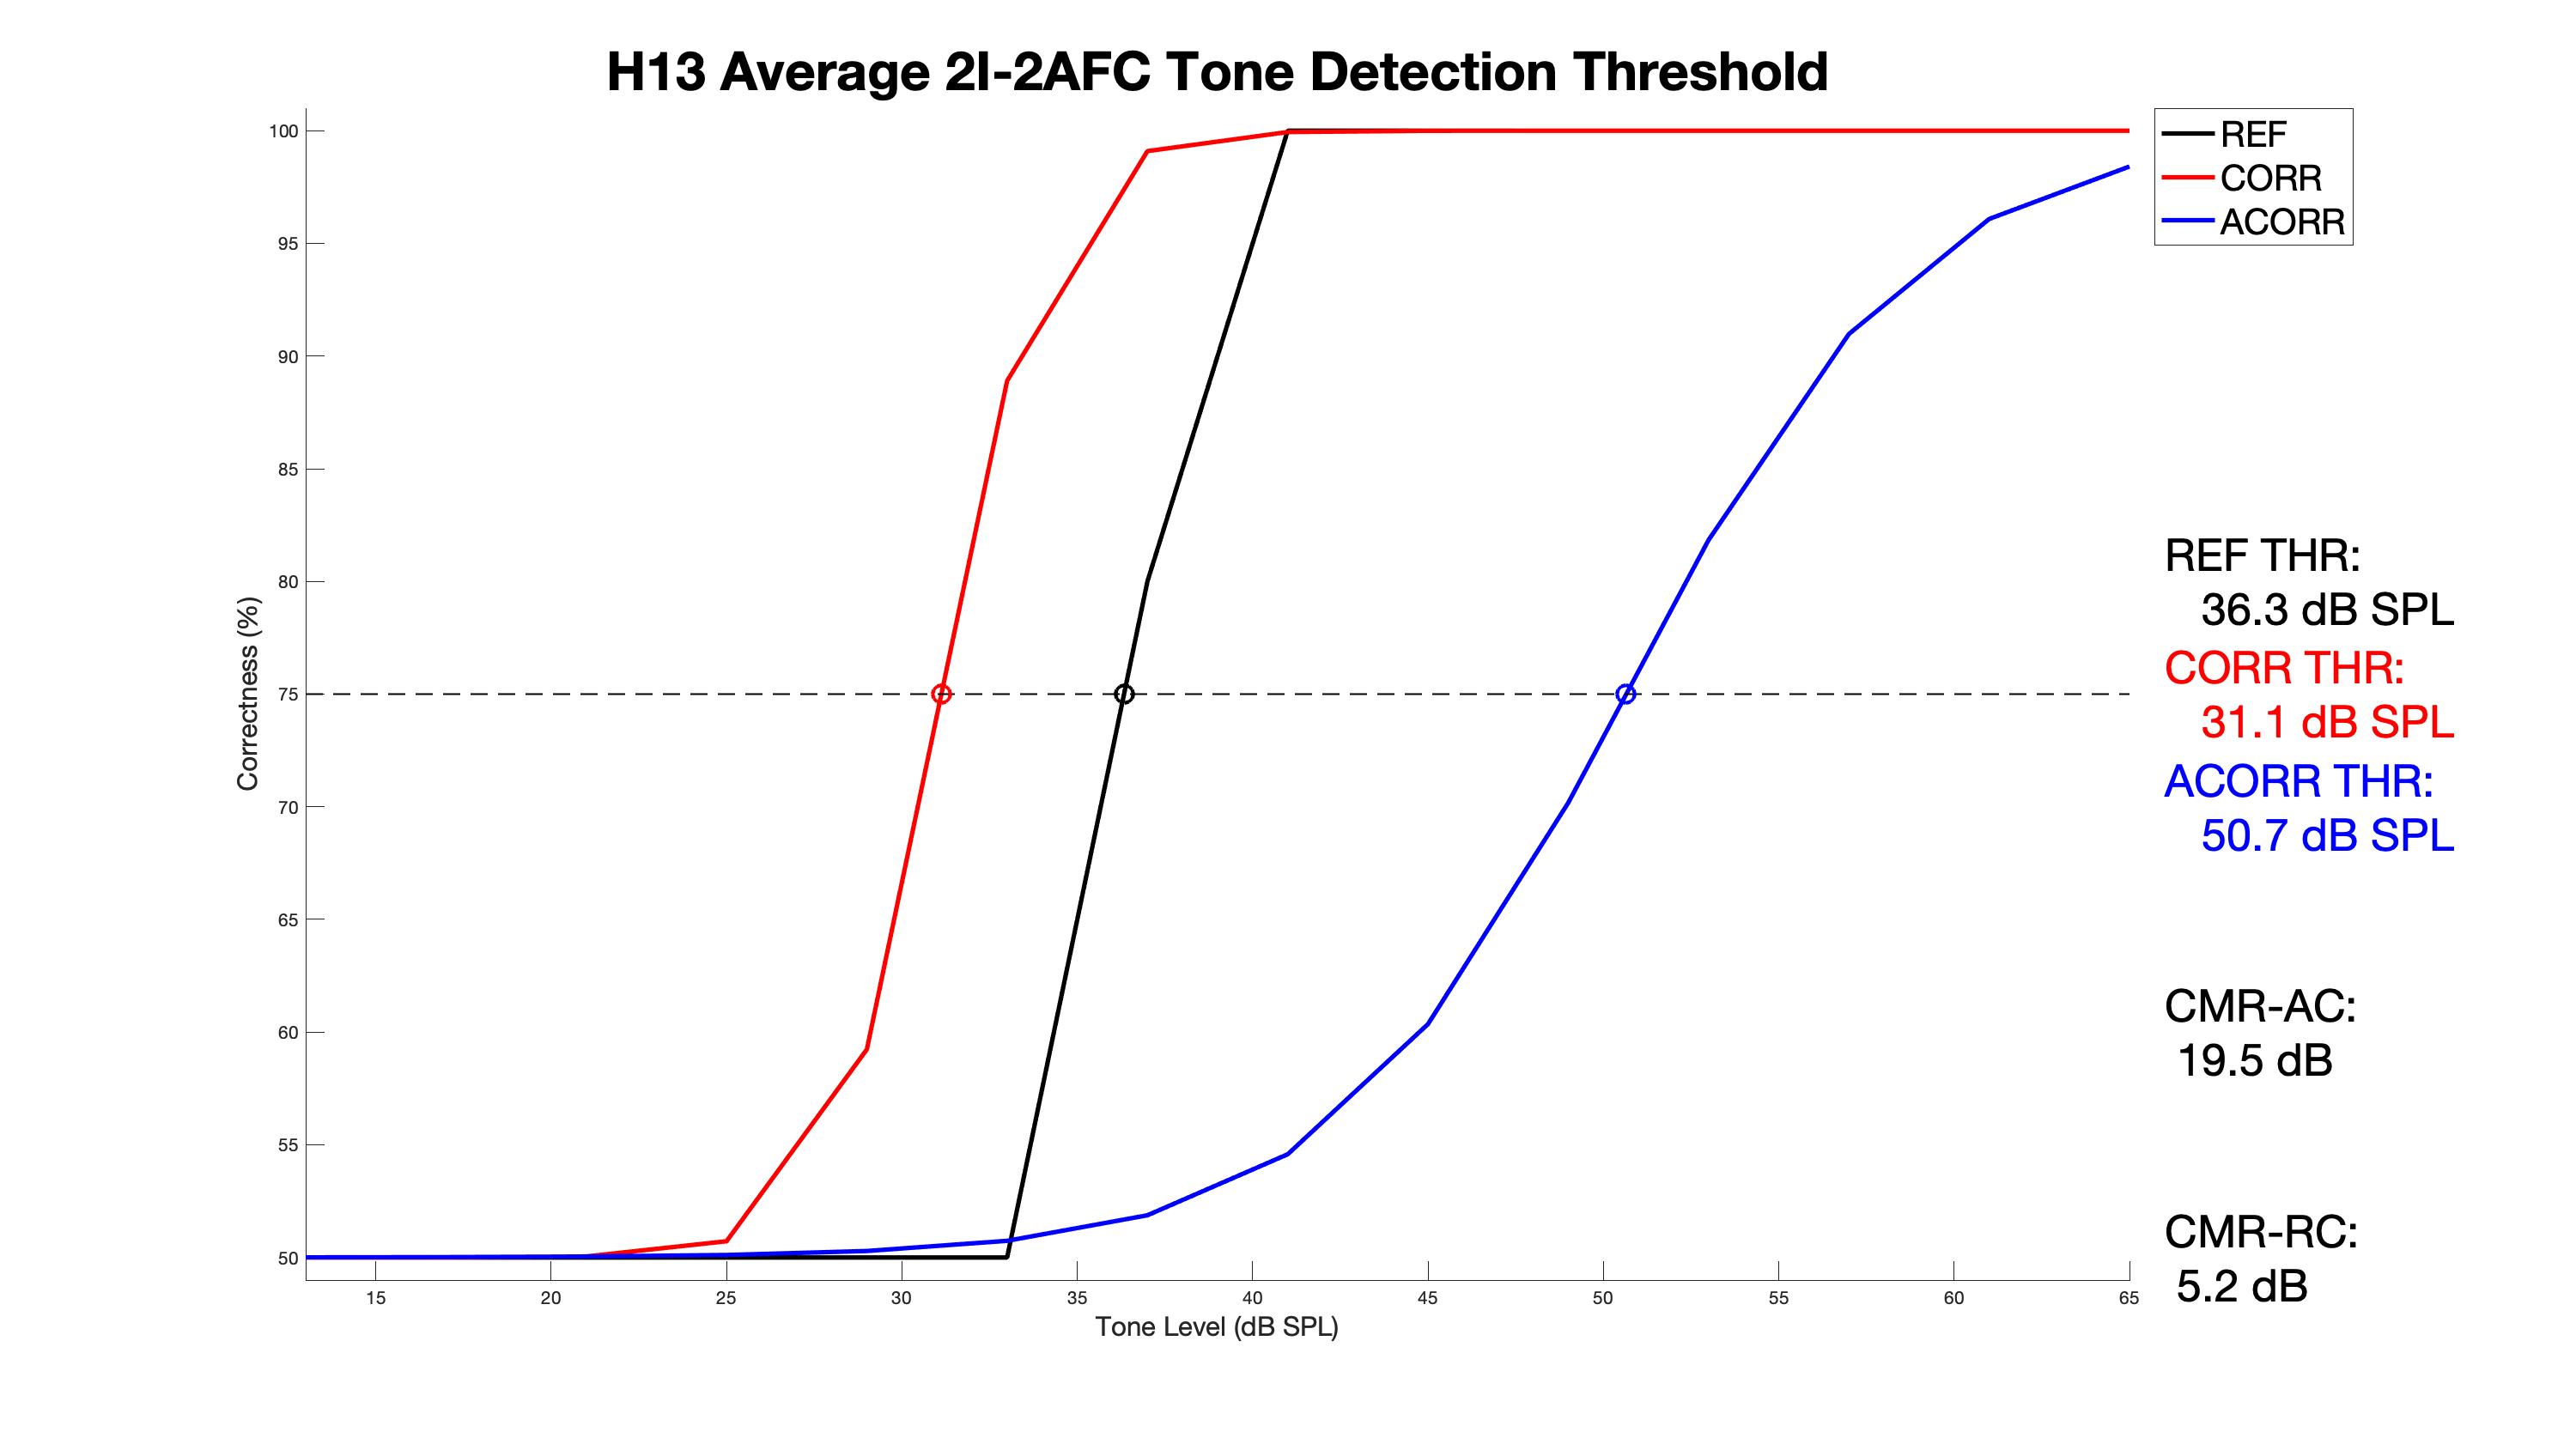 H13 Average 2I-2AFC Tone Detection Threshold
100
95
90
85
80
75
70
65
60
55
50
Correctness (%)
15 20 25 30 35 40 45 50 55 60 65
Tone Level (dB SPL)
REF
CORR
ACORR
REF THR:
36.3 dB SPL
CORR THR:
31.1 dB SPL
ACORR THR:
50.7 dB SPL
CMR-AC:
19.5 dB
CMR-RC:
5.2 dB